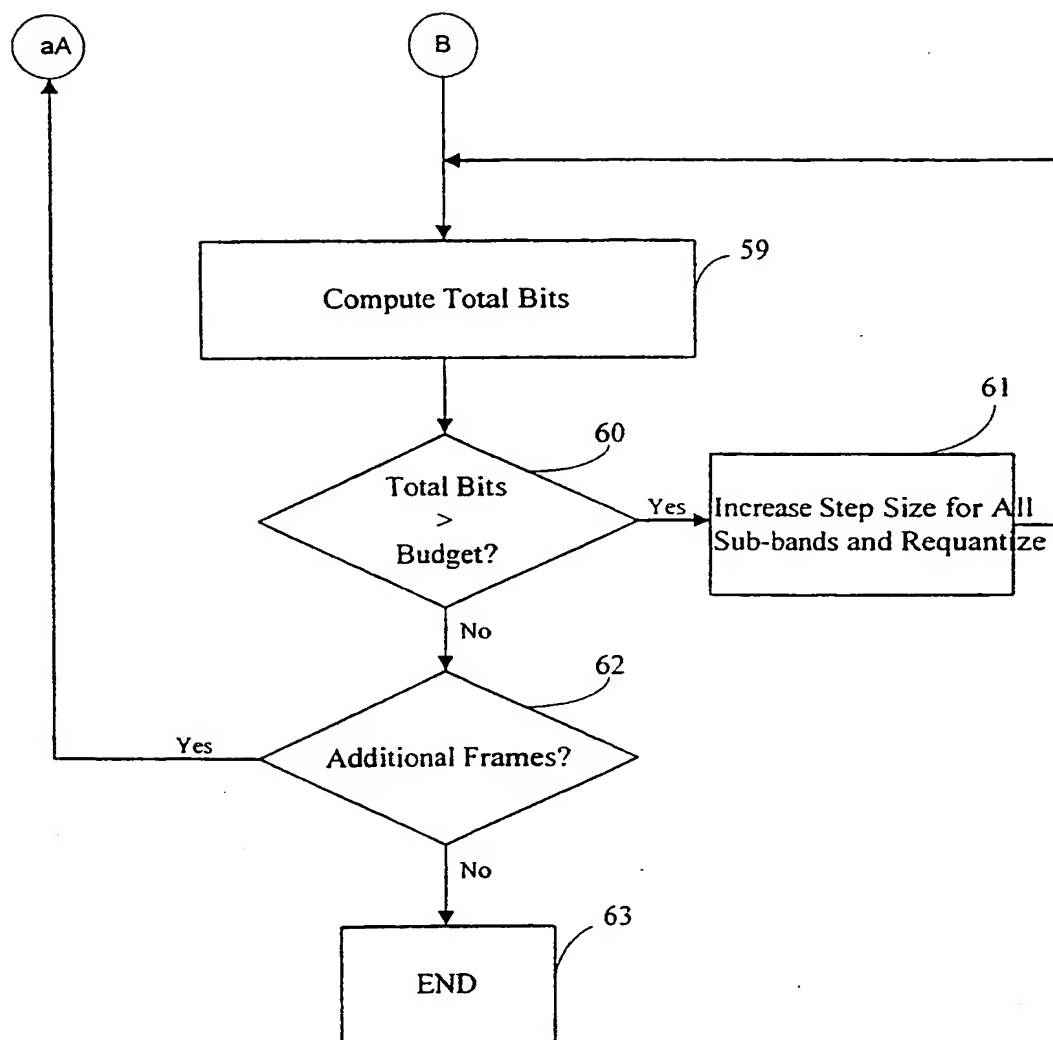 aA
B
59
Compute Total Bits
60
Total Bits
>
Budget?
Yes
61
Increase Step Size for All
Sub-bands and Requantize
No
62
Additional Frames?
Yes
No
63
END